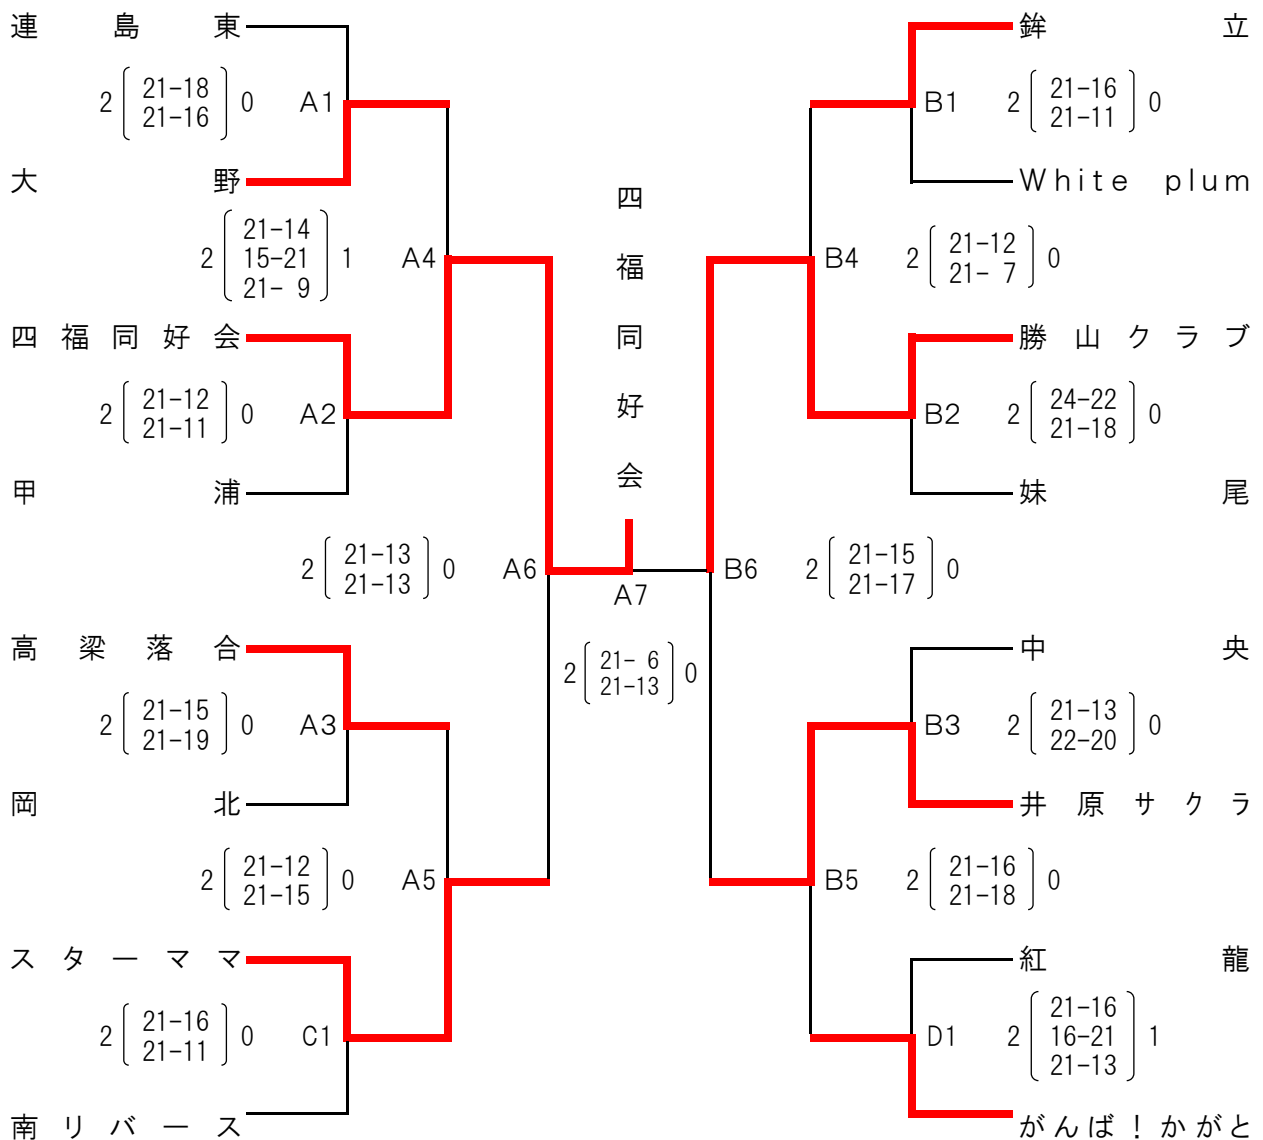 連島東
鉾立
21-18
2 0 A1
21-16
21-16
B1 2 0
21-11
大野
White plum
四福同好会
21-14
2 15-21 1 A4
21- 9
21-12
B4 2 0
21- 7
四福同好会
勝山クラブ
21-12
2 0 A2
21-11
24-22
B2 2 0
21-18
甲浦
妹尾
21-13
2 0 A6
21-13
21-15
B6 2 0
21-17
A7
21- 6
2 0
21-13
高梁落合
中央
21-15
2 0 A3
21-19
21-13
B3 2 0
22-20
岡北
井原サクラ
21-12
2 0 A5
21-15
21-16
B5 2 0
21-18
スターママ
紅龍
21-16
2 0 C1
21-11
21-16
D1 2 16-21 1
21-13
南リバース
がんば!かがと